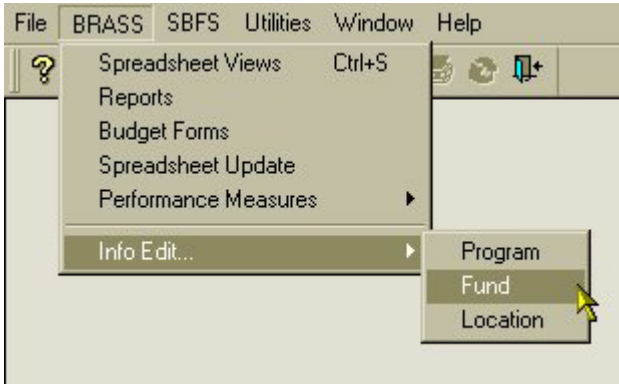 File BRASS SBFS Utilities Window Help
Spreadsheet Views Ctrl+S
Reports
Budget Forms
Spreadsheet Update
Performance Measures
Info Edit...
Program
Fund
Location